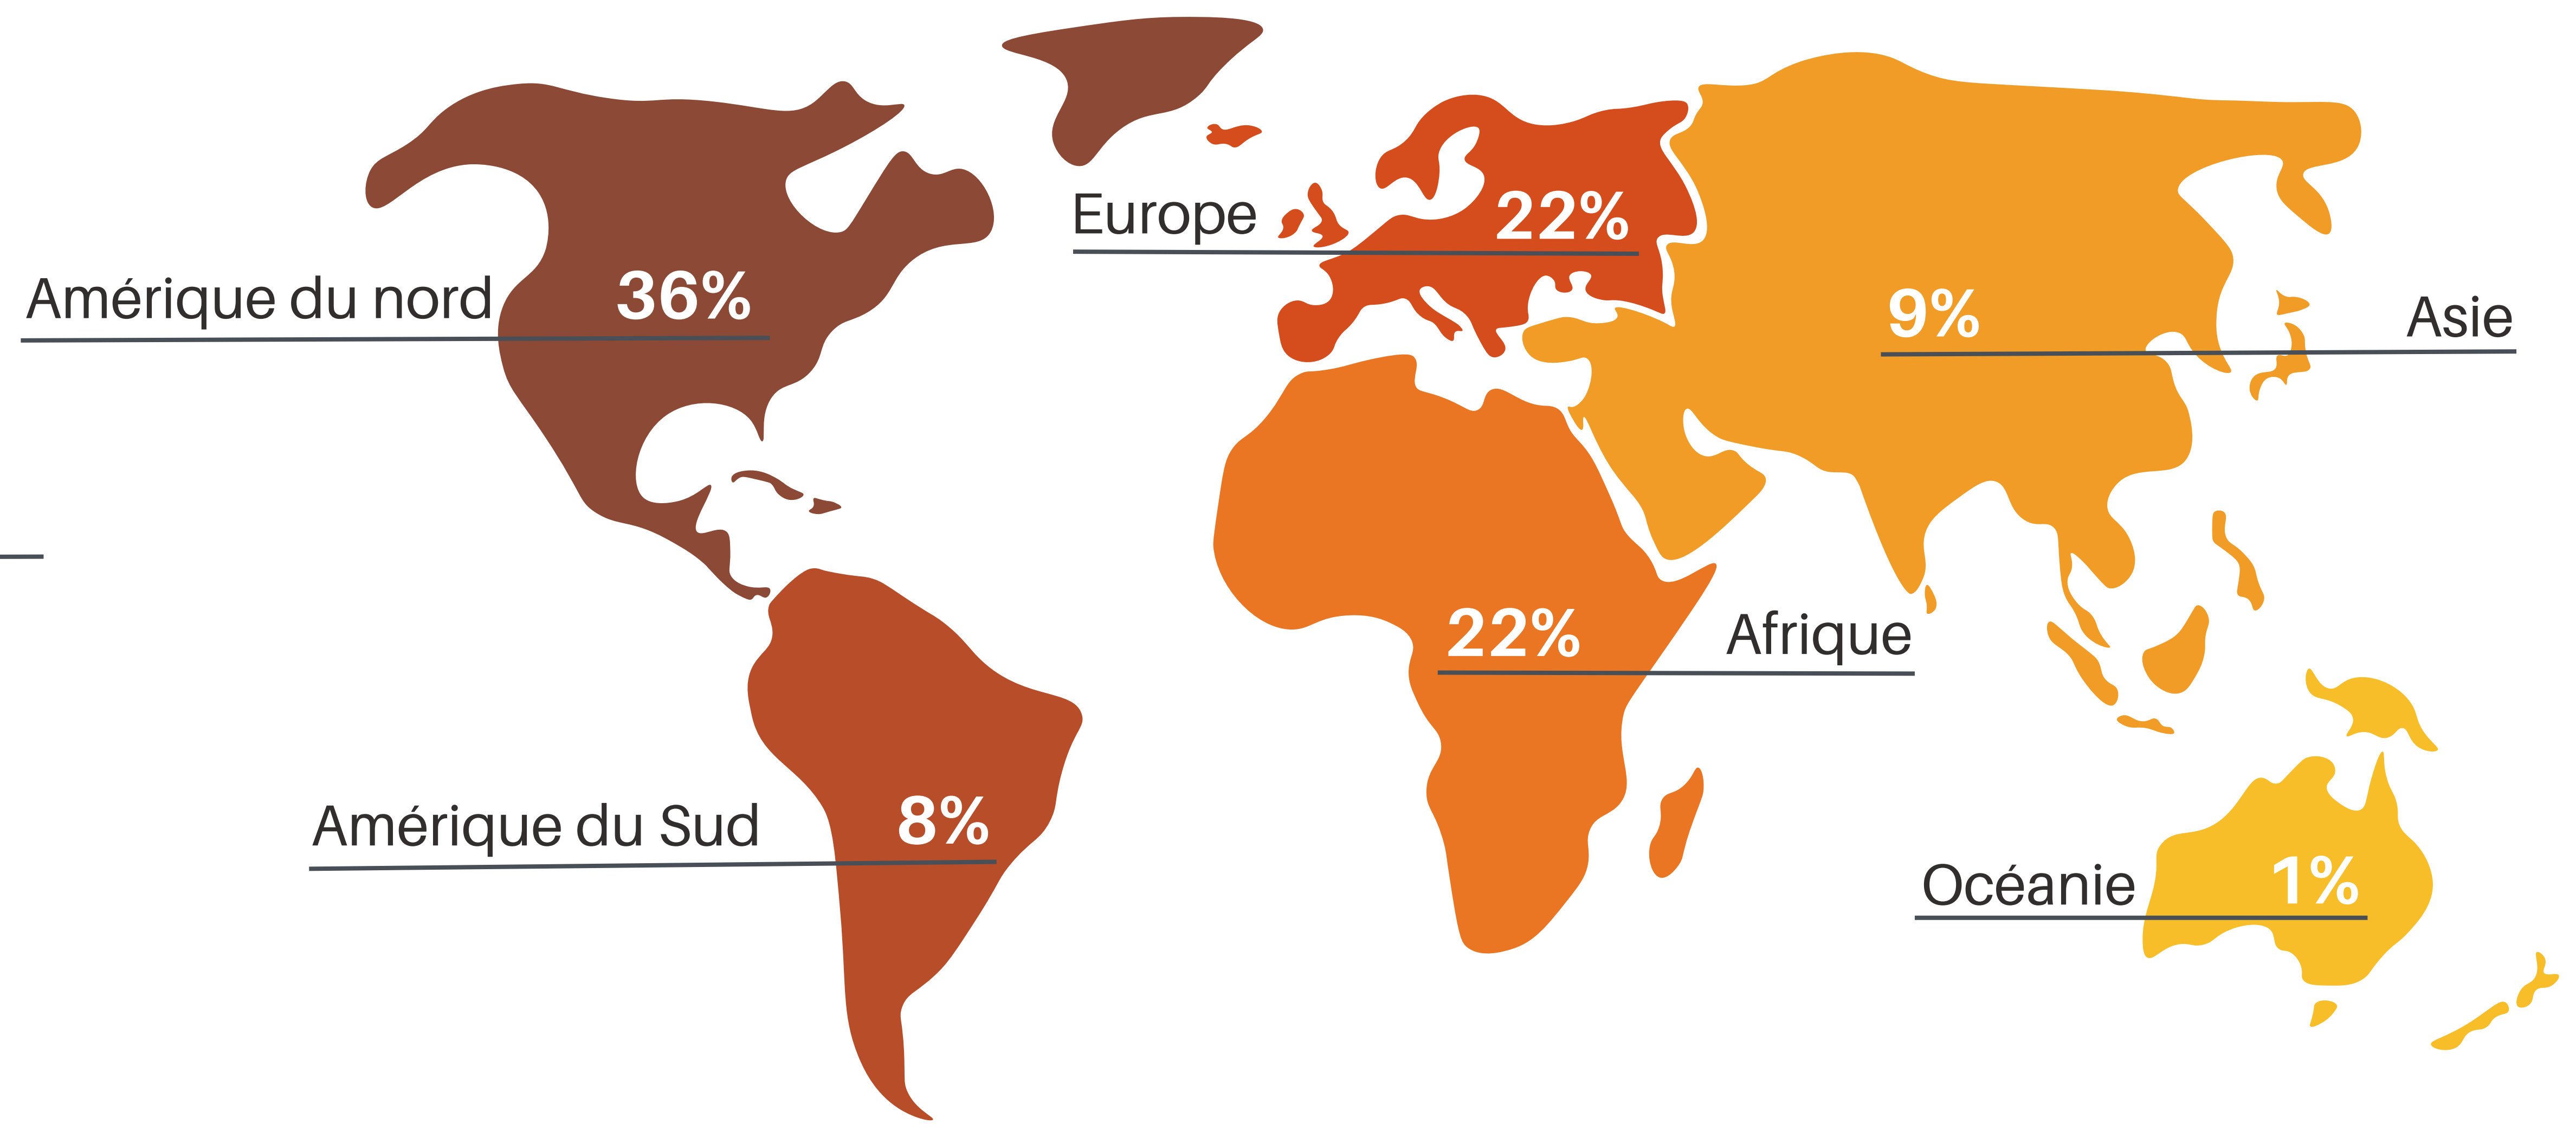 Europe 22%
Amérique du nord 36%
9% Asie
22% Afrique
Amérique du Sud 8%
Océanie 1%